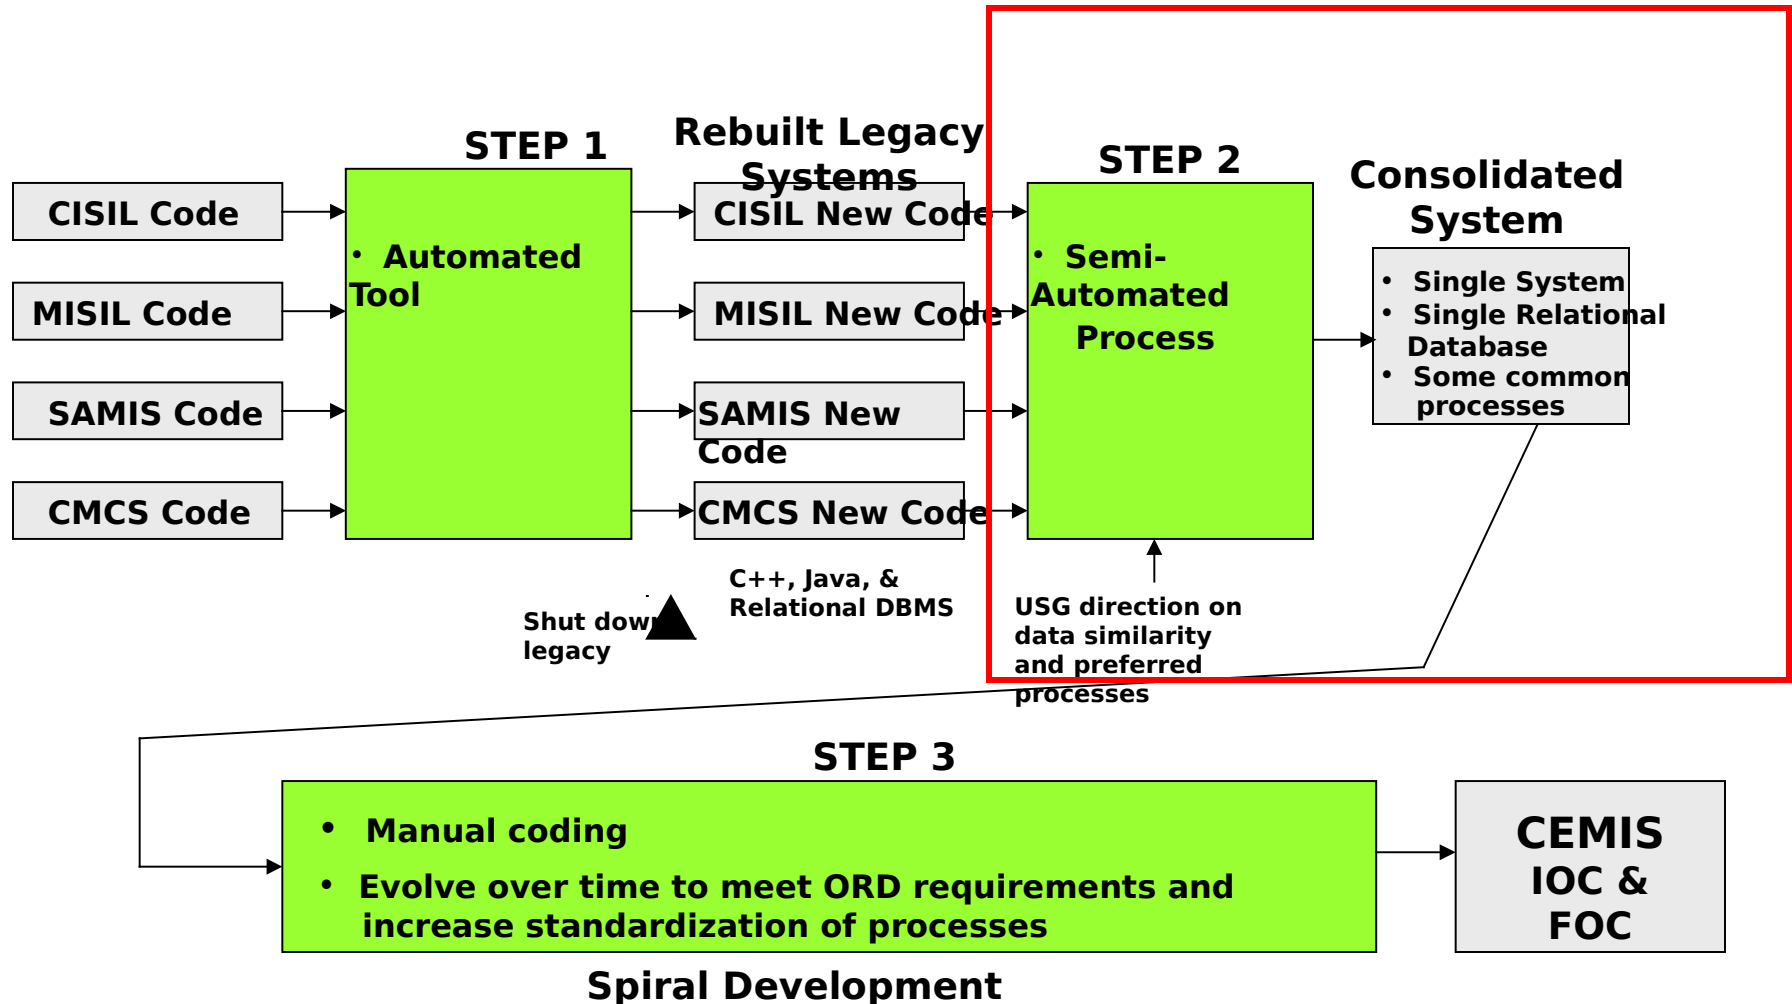 STEP 1
Rebuilt Legacy
Systems
STEP 2
Consolidated
System
CISIL Code
MISIL Code
SAMIS Code
CMCS Code
• Automated
Tool
CISIL New Code
MISIL New Code
SAMIS New
Code
CMCS New Code
• Semi-
Automated
Process
• Single System
• Single Relational
Database
• Some common
processes
Shut down
legacy
C++, Java, &
Relational DBMS
USG direction on
data similarity
and preferred
processes
STEP 3
• Manual coding
• Evolve over time to meet ORD requirements and
increase standardization of processes
CEMIS
IOC &
FOC
Spiral Development